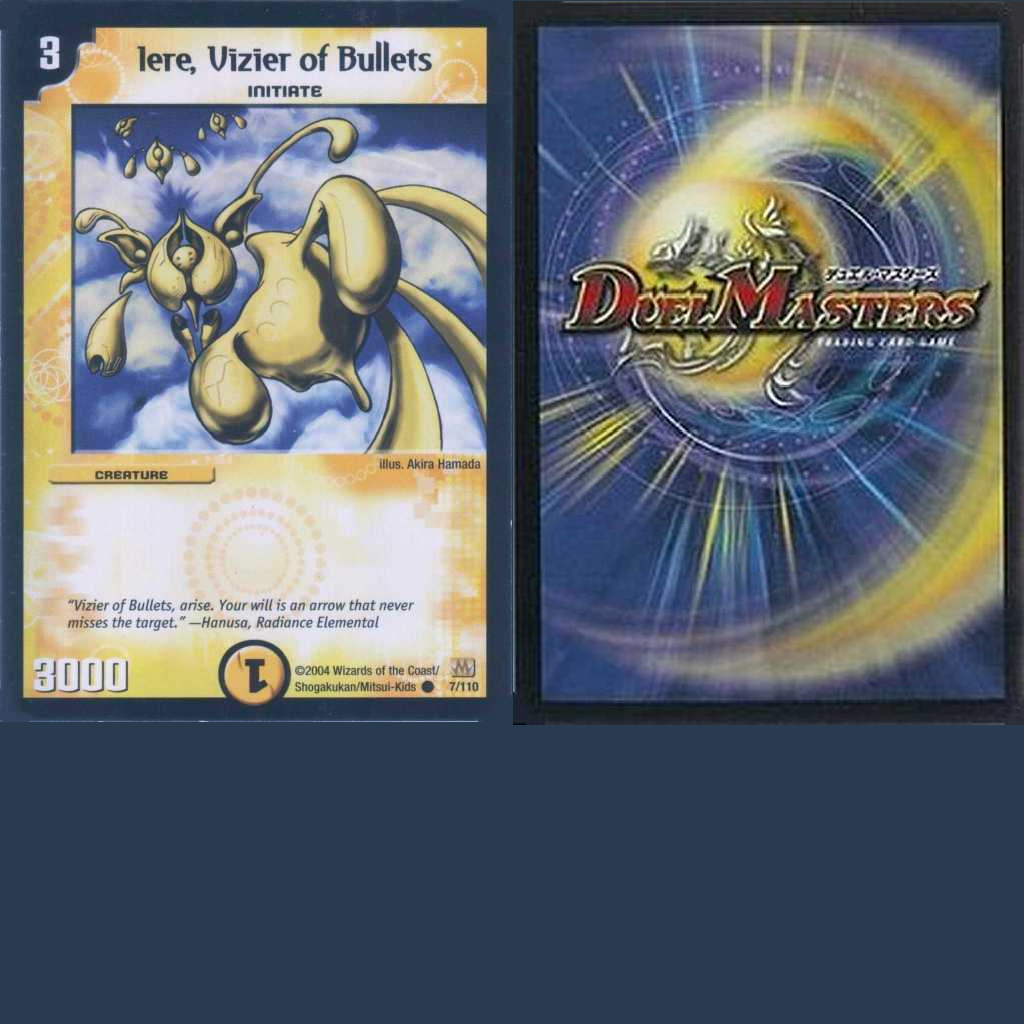 3
Iere, Vizier of Bullets
INITIATE
illus. Akira Hamada
CREATURE
"Vizier of Bullets, arise. Your will is an arrow that never
misses the target." —Hanusa, Radiance Elemental
3000
1
©2004 Wizards of the Coast/
Shogakukan/Mitsui-Kids
7/110
デュエル・マスターズ
DUEL MASTERS
TRADING CARD GAME